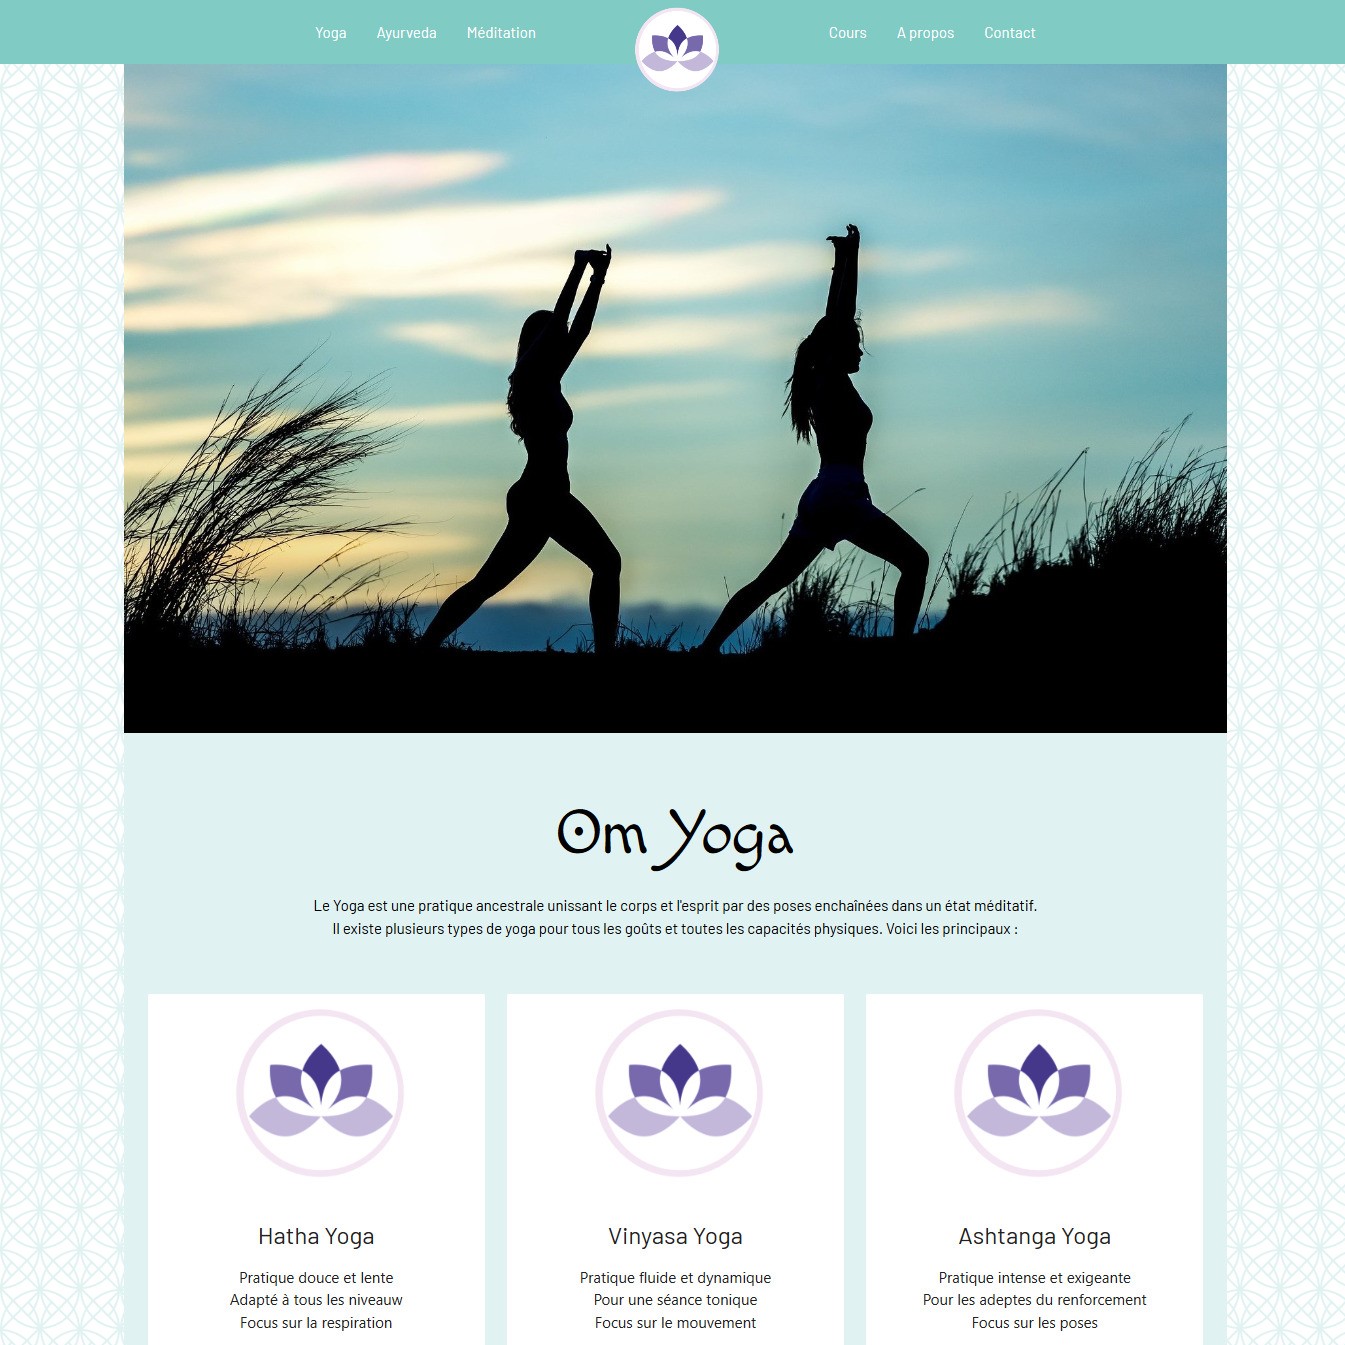 Yoga Ayurveda Méditation Cours A propos Contact
Om Yoga
Le Yoga est une pratique ancestrale unissant le corps et l'esprit par des poses enchaînées dans un état méditatif.
Il existe plusieurs types de yoga pour tous les goûts et toutes les capacités physiques. Voici les principaux :
Hatha Yoga
Pratique douce et lente
Adapté à tous les niveauw
Focus sur la respiration
Vinyasa Yoga
Pratique fluide et dynamique
Pour une séance tonique
Focus sur le mouvement
Ashtanga Yoga
Pratique intense et exigeante
Pour les adeptes du renforcement
Focus sur les poses